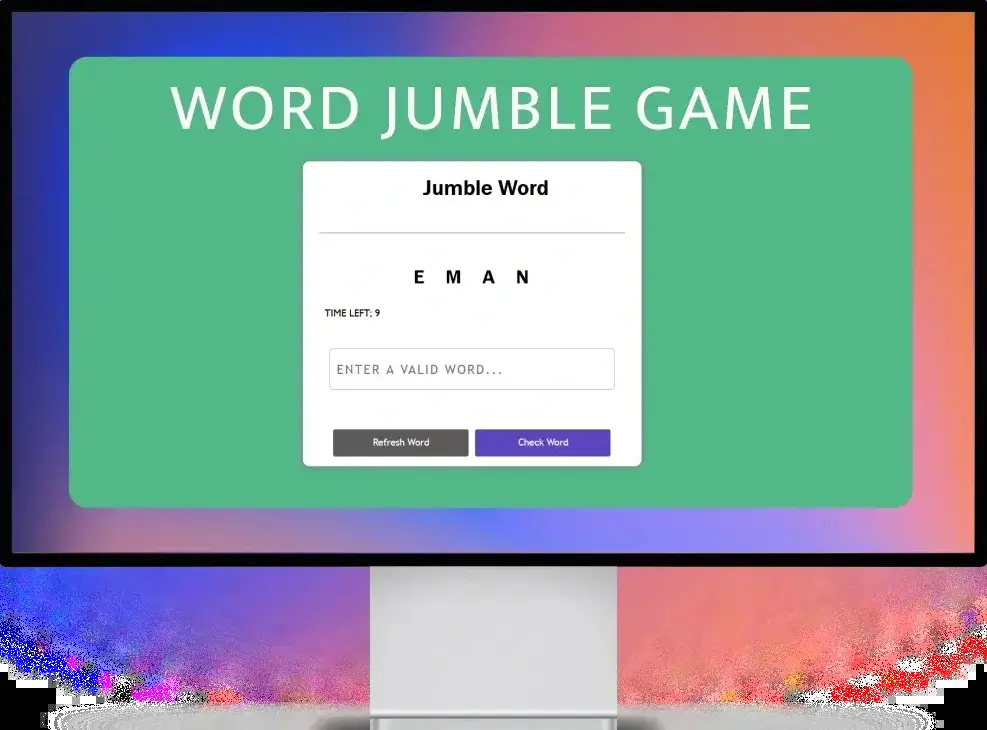 WORD JUMBLE GAME
Jumble Word
E M A N
TIME LEFT; 9
ENTER A VALID WORD...
Refresh Word Check Word